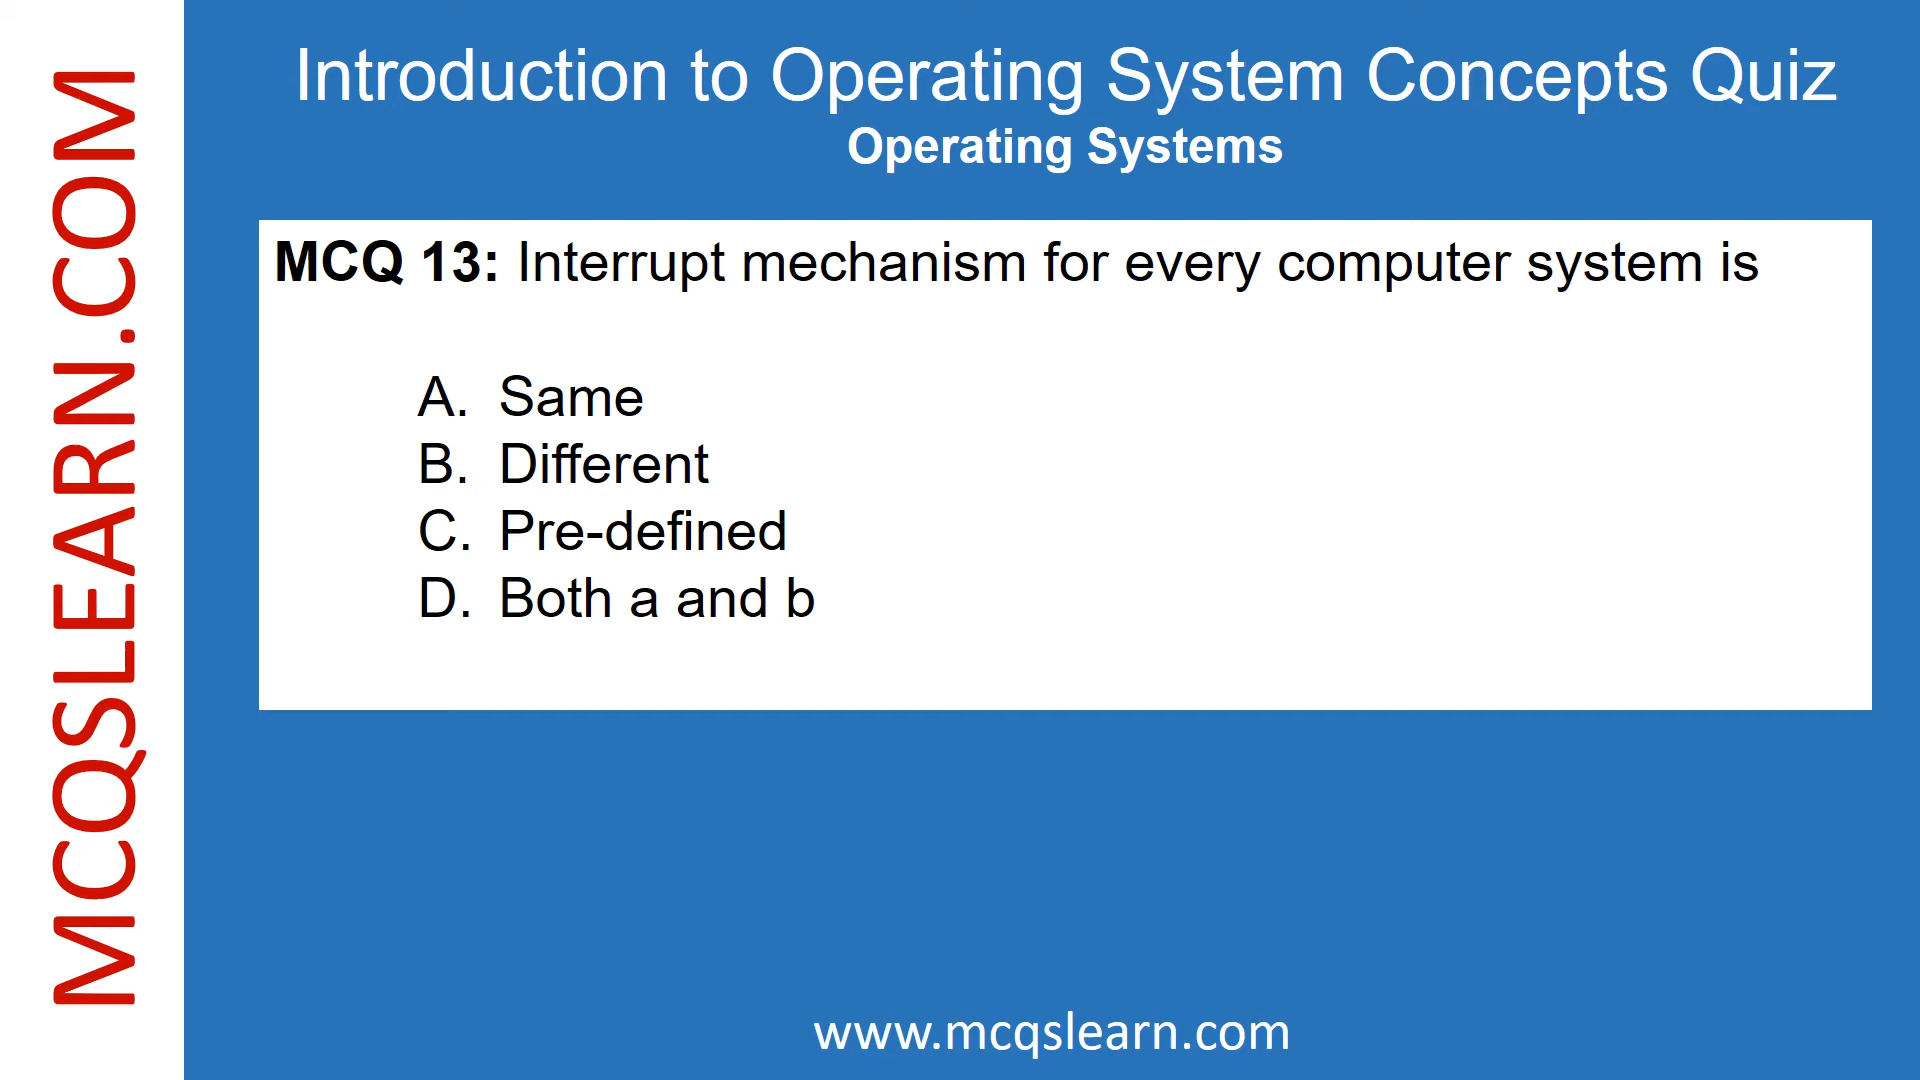 MCQSLEARN.COM
Introduction to Operating System Concepts Quiz
Operating Systems
MCQ 13: Interrupt mechanism for every computer system is
A. Same
B. Different
C. Pre-defined
D. Both a and b
www.mcqslearn.com